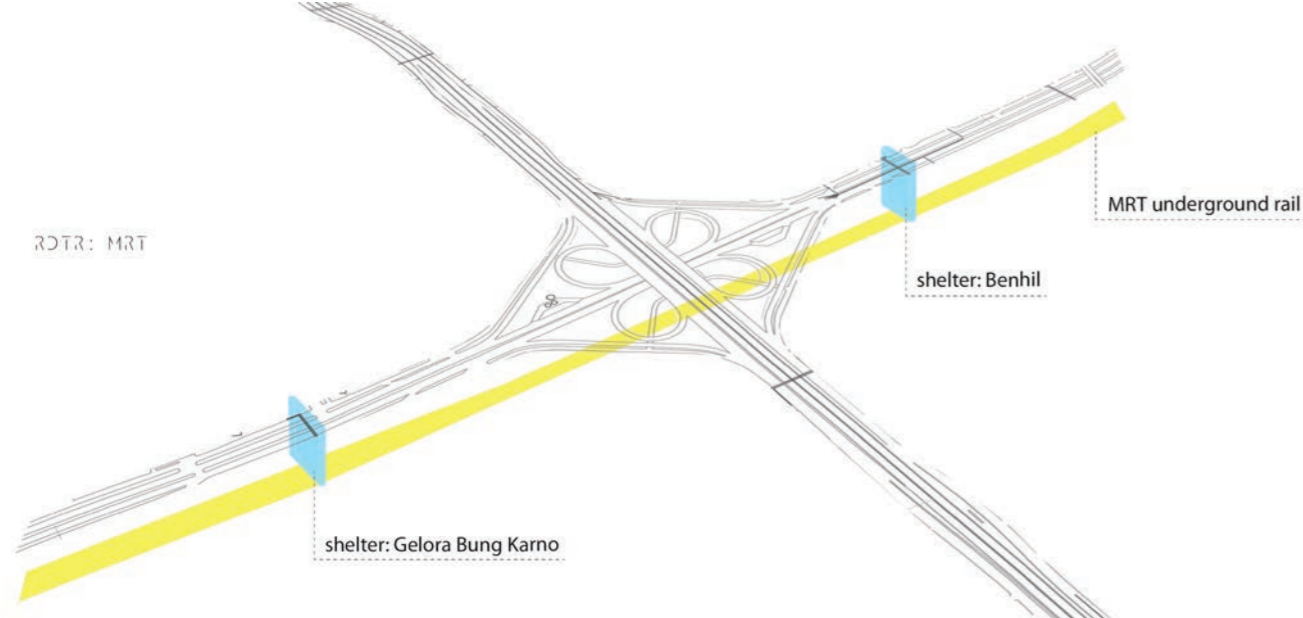 RDTR: MRT
MRT underground rail
shelter: Benhil
shelter: Gelora Bung Karno